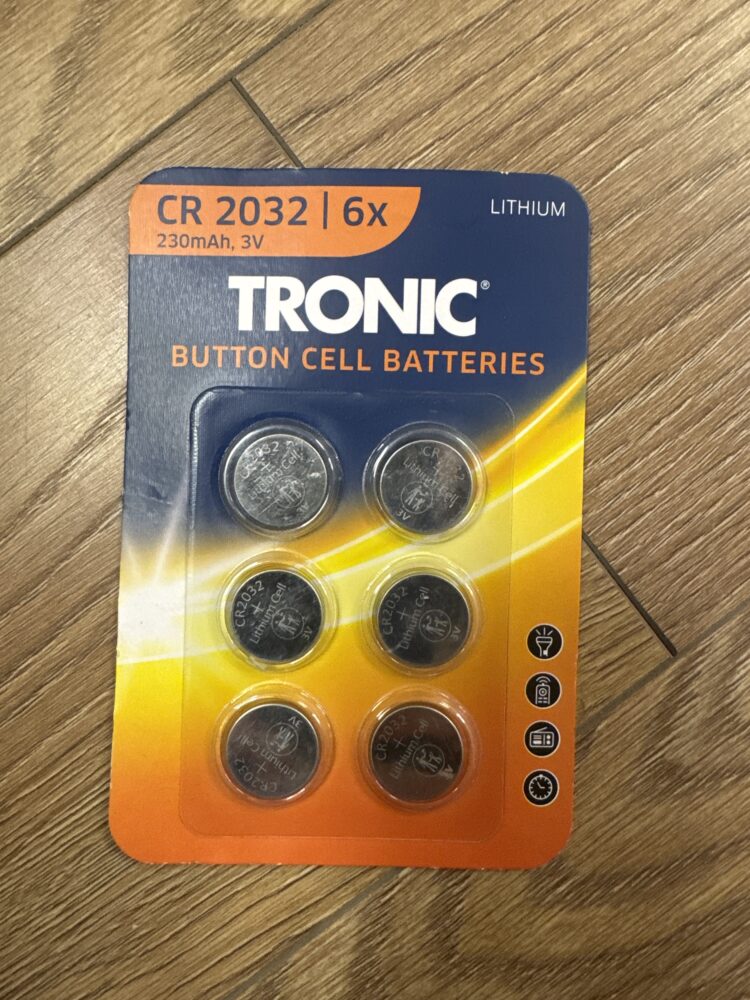 CR 2032 | 6x
230mAh, 3V
LITHIUM
TRONIC®
BUTTON CELL BATTERIES
CR2032
+
Lithium Cell
3V
CR2032
Lithium Cell
3V
CR2032
+
Lithium Cell
3V
CR2032
+
Lithium Cell
3V
CR2032
+
Lithium Cell
3V
CR2032
+
Lithium Cell